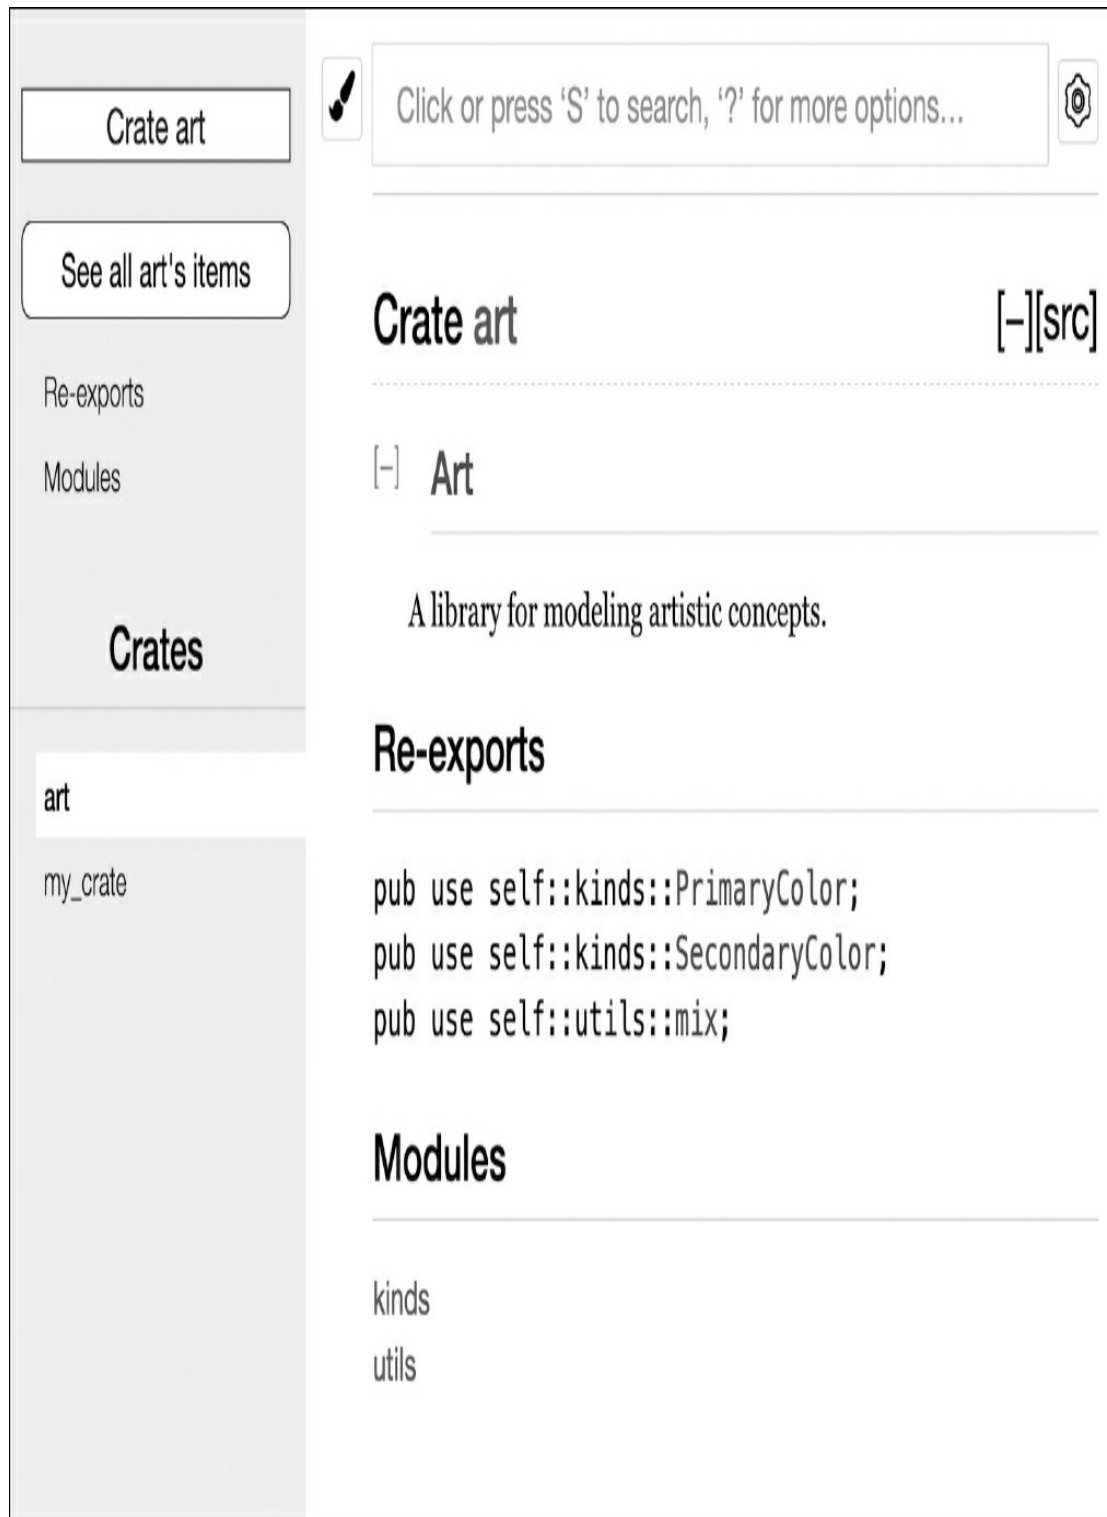 Crate art
See all art's items
Re-exports
Modules
Crates
art
my_crate
Click or press ‘S’ to search, ‘?’ for more options...
Crate art [–][src]
[–] Art
A library for modeling artistic concepts.
Re-exports
pub use self::kinds::PrimaryColor;
pub use self::kinds::SecondaryColor;
pub use self::utils::mix;
Modules
kinds
utils